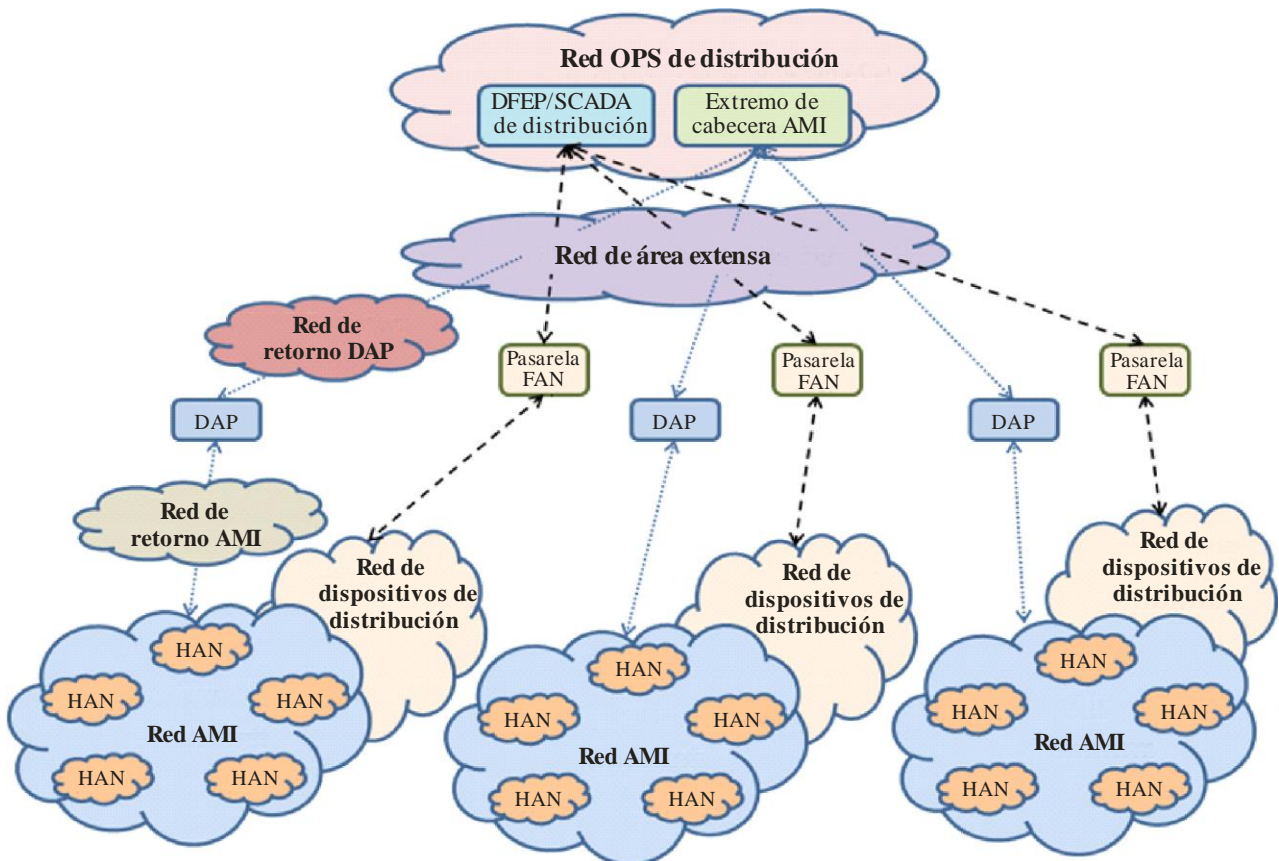 Red OPS de distribución
DFEP/SCADA
de distribución
Extremo de
cabecera AMI
Red de área extensa
Red de
retorno DAP
Pasarela
FAN
Pasarela
FAN
Pasarela
FAN
DAP
DAP
DAP
Red de
retorno AMI
Red de
dispositivos de
distribución
Red de
dispositivos de
distribución
Red de
dispositivos de
distribución
HAN
HAN
HAN
Red AMI
HAN
HAN
HAN
HAN
HAN
Red AMI
HAN
HAN
HAN
HAN
HAN
Red AMI
HAN
HAN